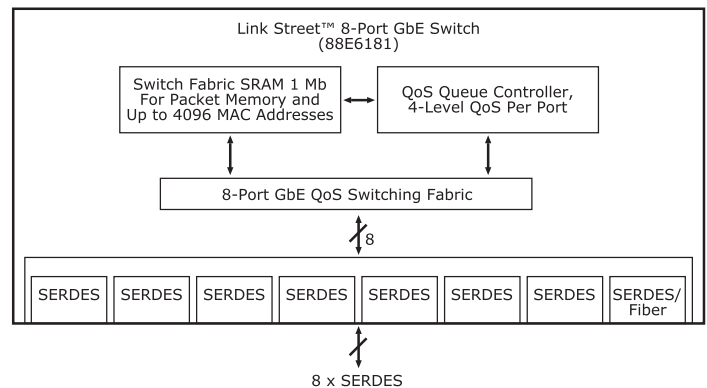 Link Street™ 8-Port GbE Switch
(88E6181)
Switch Fabric SRAM 1 Mb
For Packet Memory and
Up to 4096 MAC Addresses
QoS Queue Controller,
4-Level QoS Per Port
8-Port GbE QoS Switching Fabric
8
SERDES
SERDES
SERDES
SERDES
SERDES
SERDES
SERDES
SERDES/
Fiber
8 x SERDES